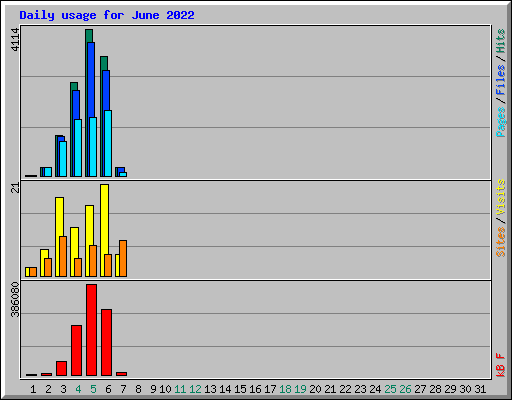 Daily usage for June 2022
4114
Pages/Files/Hits
21
Sites/Visits
386080
kB F
1 2 3 4 5 6 7 8 9 10 11 12 13 14 15 16 17 18 19 20 21 22 23 24 25 26 27 28 29 30 31